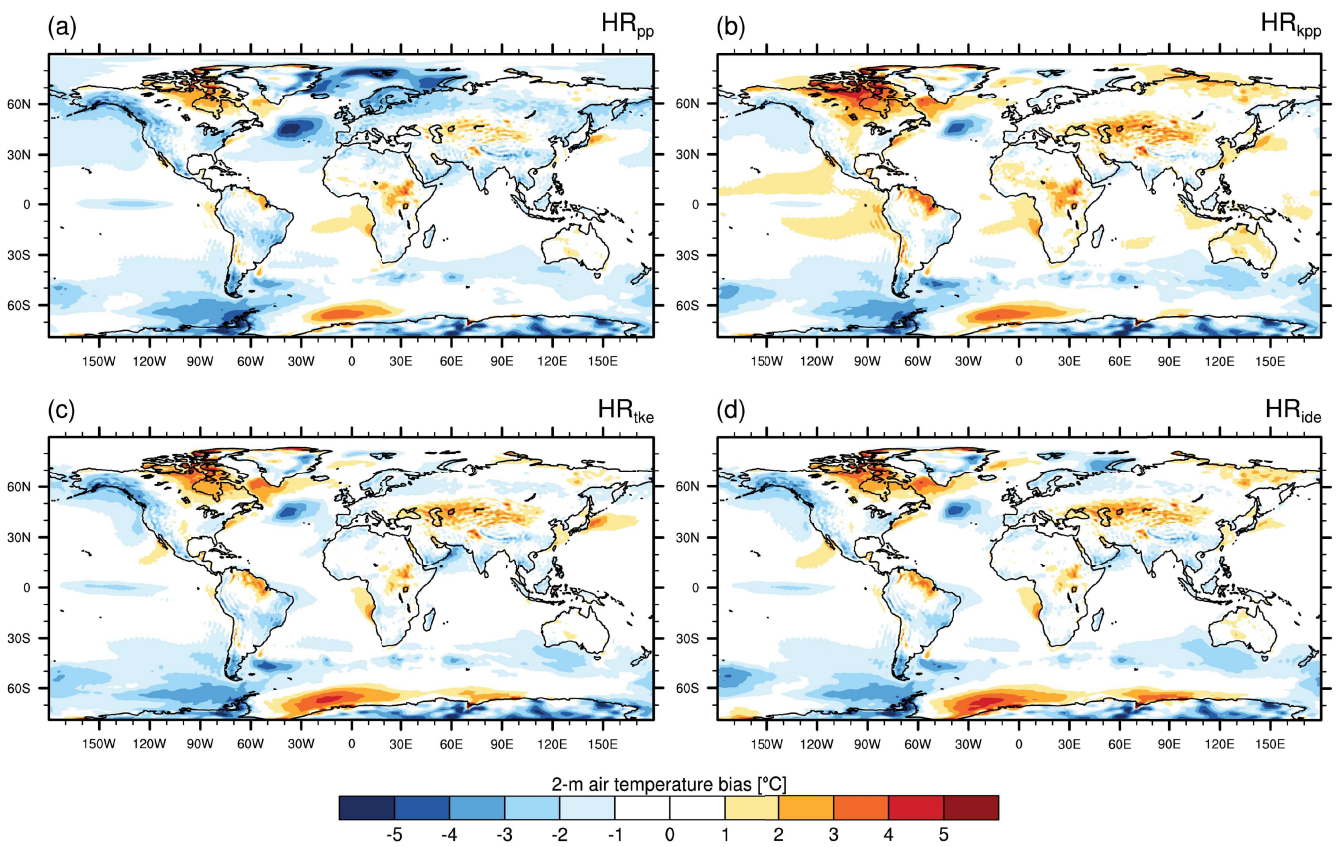 (a) HRpp
(b) HRkpp
60N
30N
0
30S
60S
150W 120W 90W 60W 30W 0 30E 60E 90E 120E 150E
60N
30N
0
30S
60S
150W 120W 90W 60W 30W 0 30E 60E 90E 120E 150E
(c) HRtke
(d) HRide
60N
30N
0
30S
60S
150W 120W 90W 60W 30W 0 30E 60E 90E 120E 150E
60N
30N
0
30S
60S
150W 120W 90W 60W 30W 0 30E 60E 90E 120E 150E
2-m air temperature bias [°C]
-5 -4 -3 -2 -1 0 1 2 3 4 5